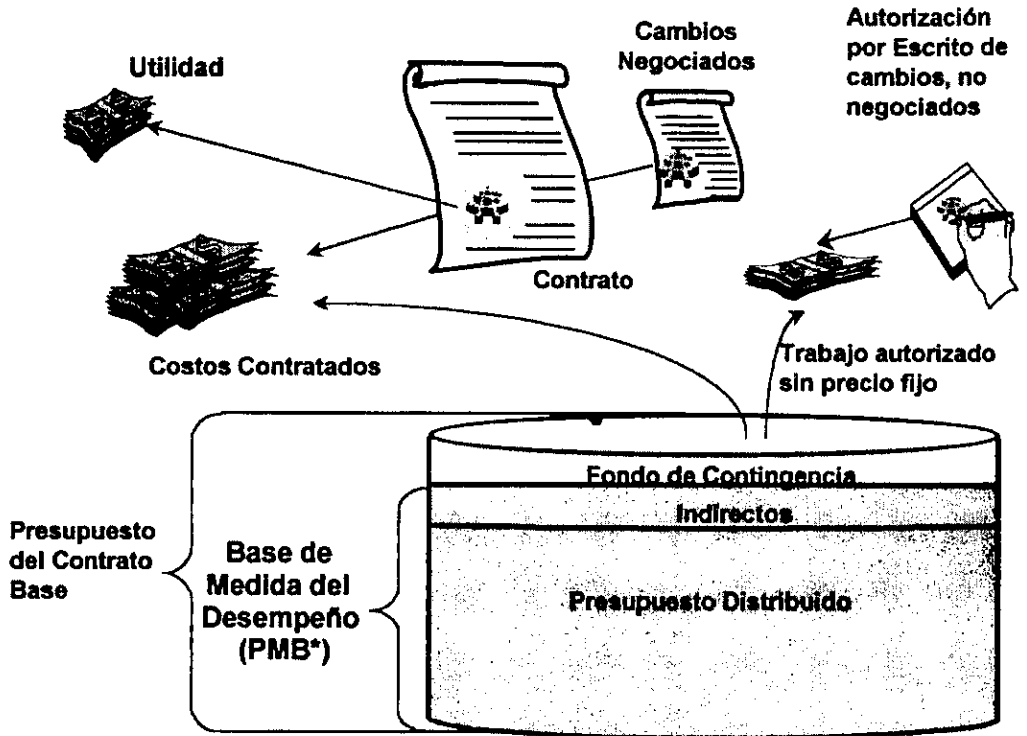 Utilidad
Cambios
Negociados
Autorización
por Escrito de
cambios, no
negociados
Contrato
Costos Contratados
Trabajo autorizado
sin precio fijo
Fondo de Contingencia
Indirectos
Presupuesto Distribuido
Presupuesto
del Contrato
Base
Base de
Medida del
Desempeño
(PMB*)